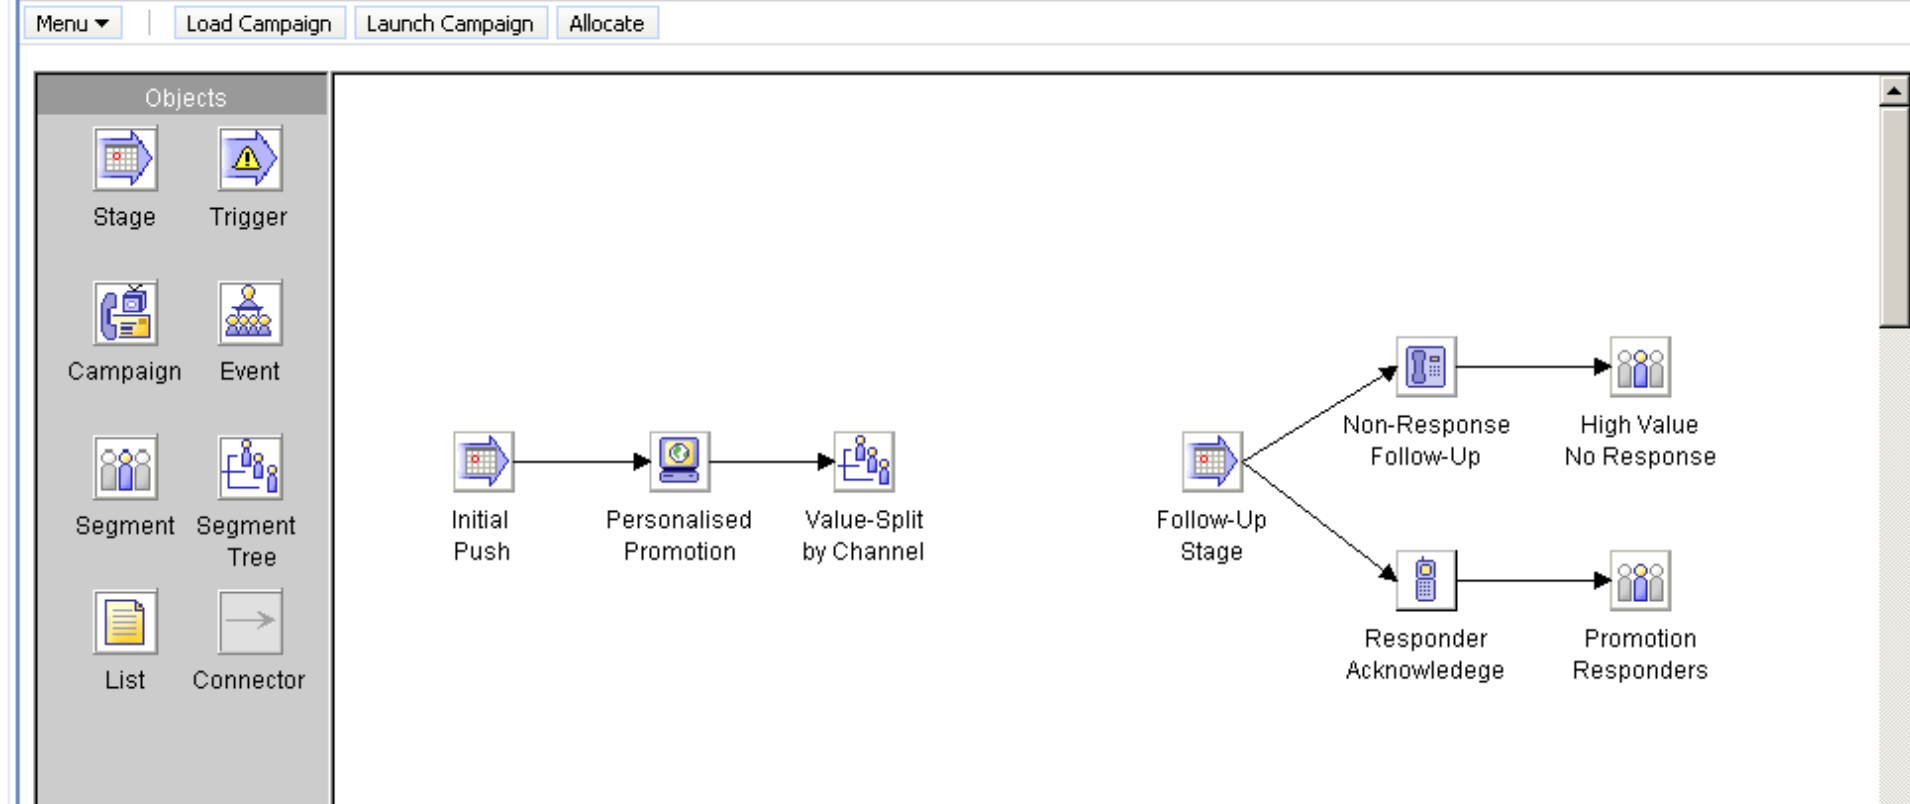 Menu
Load Campaign
Launch Campaign
Allocate
Objects
Stage
Trigger
Campaign
Event
Segment
Segment
Tree
List
Connector
Initial
Push
Personalised
Promotion
Value-Split
by Channel
Follow-Up
Stage
Non-Response
Follow-Up
High Value
No Response
Responder
Acknowledege
Promotion
Responders